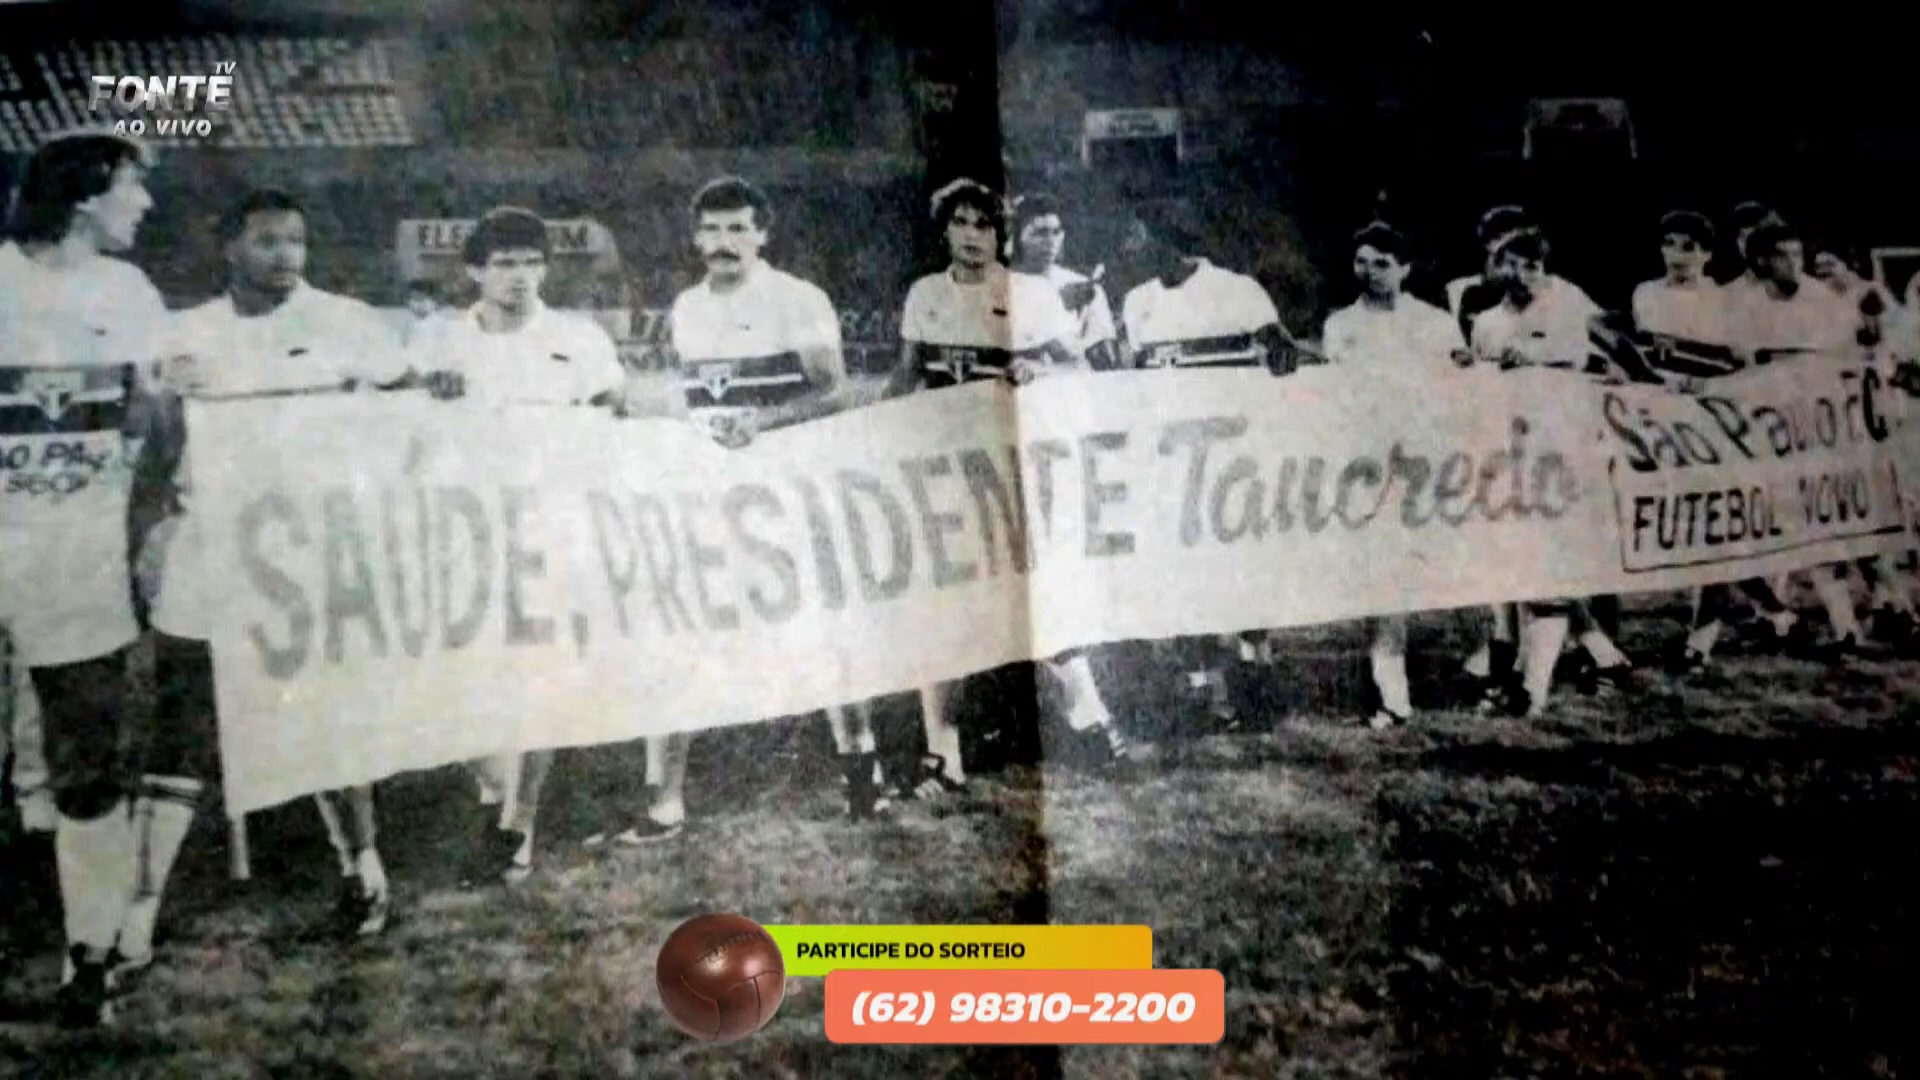 FONTE TV
AO VIVO
SAÚDE, PRESIDENTE Tancredo
São Paulo FC
FUTEBOL NOVO
PARTICIPE DO SORTEIO
(62) 98310-2200